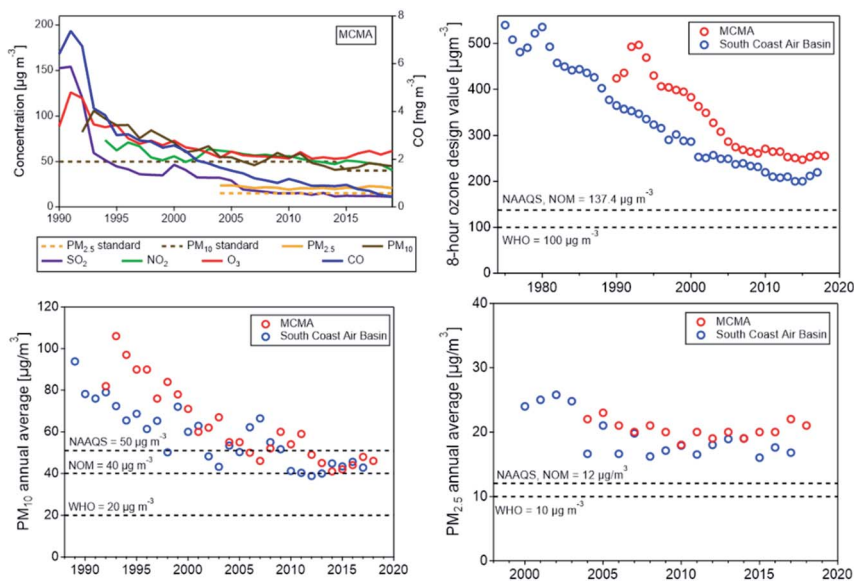 MCMA
Concentration [µg m⁻³]
CO [mg m⁻³]
200
150
100
50
0
8
6
4
2
0
1990 1995 2000 2005 2010 2015
PM₂.₅ standard PM₁₀ standard PM₂.₅ PM₁₀
SO₂ NO₂ O₃ CO
8-hour ozone design value [µgm⁻³]
MCMA
South Coast Air Basin
500
400
300
200
100
0
NAAQS, NOM = 137.4 µg m⁻³
WHO = 100 µg m⁻³
1980 1990 2000 2010 2020
PM₁₀ annual average [µg/m³]
MCMA
South Coast Air Basin
120
100
80
60
40
20
0
NAAQS = 50 µg m⁻³
NOM = 40 µg m⁻³
WHO = 20 µg m⁻³
1990 1995 2000 2005 2010 2015 2020
PM₂.₅ annual average [µg/m³]
MCMA
South Coast Air Basin
40
30
20
10
0
NAAQS, NOM = 12 µg/m³
WHO = 10 µg m⁻³
2000 2005 2010 2015 2020